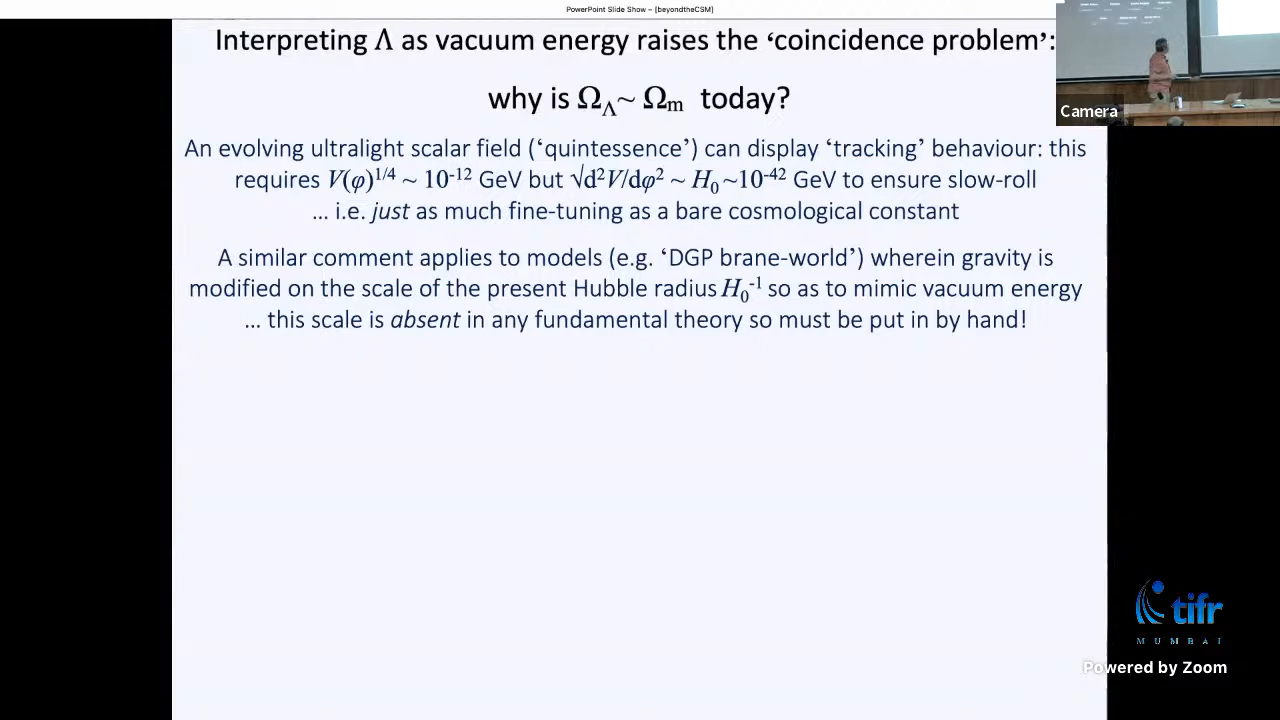 PowerPoint Slide Show – [beyondtheCSM]
Interpreting Λ as vacuum energy raises the ‘coincidence problem’:
why is Ω_Λ~ Ω_m today?
An evolving ultralight scalar field (‘quintessence’) can display ‘tracking’ behaviour: this
requires V(φ)^1/4 ~ 10^-12 GeV but √d²V/dφ² ~ H₀ ~10^-42 GeV to ensure slow-roll
... i.e. just as much fine-tuning as a bare cosmological constant
A similar comment applies to models (e.g. ‘DGP brane-world’) wherein gravity is
modified on the scale of the present Hubble radius H₀^-1 so as to mimic vacuum energy
... this scale is absent in any fundamental theory so must be put in by hand!
Camera
tifr
MUMBAI
Powered by Zoom